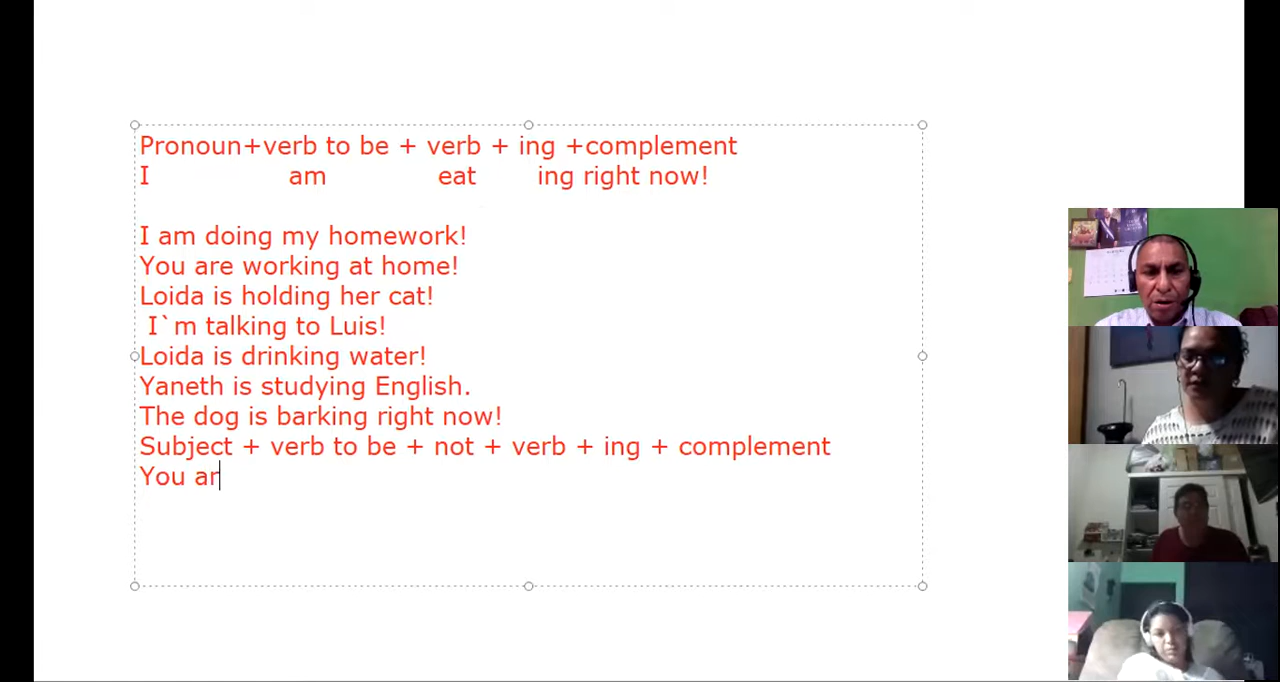 Pronoun+verb to be + verb + ing +complement
I am eat ing right now!
I am doing my homework!
You are working at home!
Loida is holding her cat!
I`m talking to Luis!
Loida is drinking water!
Yaneth is studying English.
The dog is barking right now!
Subject + verb to be + not + verb + ing + complement
You ar